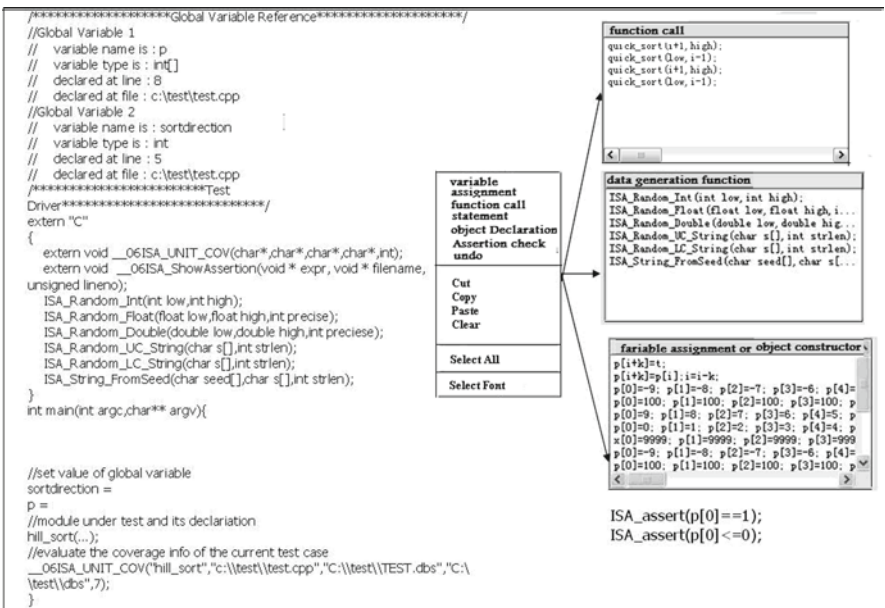 /*******************Global Variable Reference********************/
//Global Variable 1
// variable name is : p
// variable type is : int[]
// declared at line : 8
// declared at file : c:\test\test.cpp
//Global Variable 2
// variable name is : sortdirection
// variable type is : int
// declared at line : 5
// declared at file : c:\test\test.cpp
/*************************Test
Driver*****************************/
extern "C"
{
extern void __06ISA_UNIT_COV(char*,char*,char*,char*,int);
extern void __06ISA_ShowAssertion(void * expr, void * filename,
unsigned lineno);
ISA_Random_Int(int low,int high);
ISA_Random_Float(float low,float high,int precise);
ISA_Random_Double(double low,double high,int preciese);
ISA_Random_UC_String(char s[],int strlen);
ISA_Random_LC_String(char s[],int strlen);
ISA_String_FromSeed(char seed[],char s[],int strlen);
}
int main(int argc,char** argv){
//set value of global variable
sortdirection =
p =
//module under test and its declariation
hill_sort(...);
//evaluate the coverage info of the current test case
__06ISA_UNIT_COV("hill_sort","c:\\test\\test.cpp","C:\\test\\TEST.dbs","C:\
\test\\dbs",7);
}
variable
assignment
function call
statement
object Declaration
Assertion check
undo
Cut
Copy
Paste
Clear
Select All
Select Font
function call
quick_sort(i+1,high);
quick_sort(low,i-1);
quick_sort(i+1,high);
quick_sort(low,i-1);
data generation function
ISA_Random_Int(int low,int high);
ISA_Random_Float(float low,float high,i...
ISA_Random_Double(double low,double hig...
ISA_Random_UC_String(char s[],int strlen);
ISA_Random_LC_String(char s[],int strlen);
ISA_String_FromSeed(char seed[],char s[...
fariable assignment or object constructor
p[i+k]=t;
p[i+k]=p[i];i=i-k;
p[0]=-9; p[1]=-8; p[2]=-7; p[3]=-6; p[4]=
p[0]=100; p[1]=100; p[2]=100; p[3]=100; p
p[0]=9; p[1]=8; p[2]=7; p[3]=6; p[4]=5; p
p[0]=0; p[1]=1; p[2]=2; p[3]=3; p[4]=4; p
x[0]=9999; p[1]=9999; p[2]=9999; p[3]=999
p[0]=-9; p[1]=-8; p[2]=-7; p[3]=-6; p[4]=
p[0]=100; p[1]=100; p[2]=100; p[3]=100; p
ISA_assert(p[0]==1);
ISA_assert(p[0]<=0);